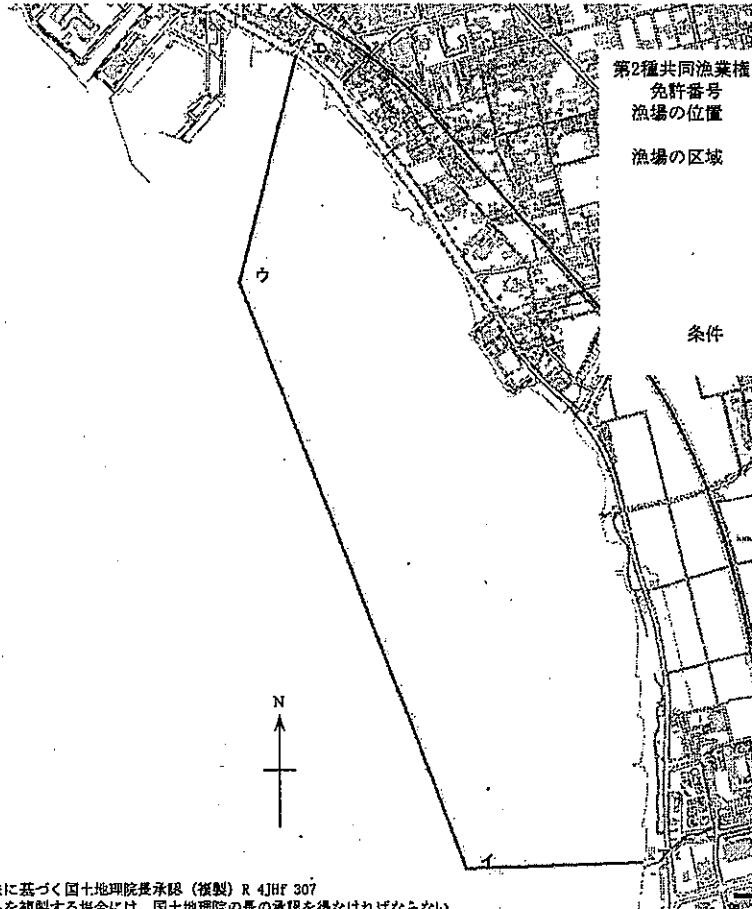 第2種共同漁業権
免許番号
漁場の位置
漁場の区域
条件
ウ
N
イ
ア
に基づく国土地理院長承認(複製)R 4JHf 307
を複製する場合には、国土地理院の長の承認を得なければならない